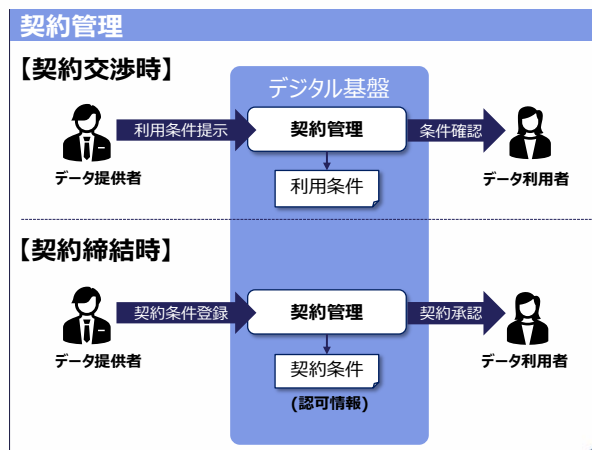 契約管理
【契約交渉時】
デジタル基盤
利用条件提示
契約管理
条件確認
データ提供者
データ利用者
利用条件
【契約締結時】
契約条件登録
契約管理
契約承認
データ提供者
データ利用者
契約条件
(認可情報)